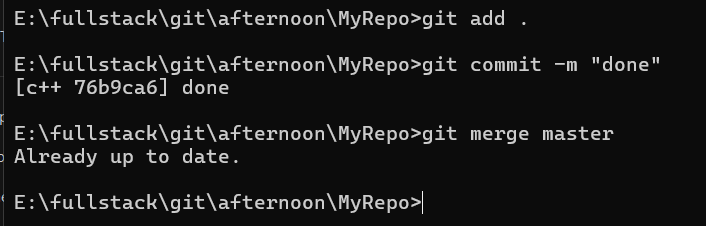 E:\fullstack\git\afternoon\MyRepo>git add .
E:\fullstack\git\afternoon\MyRepo>git commit -m "done"
[c++ 76b9ca6] done
E:\fullstack\git\afternoon\MyRepo>git merge master
Already up to date.
E:\fullstack\git\afternoon\MyRepo>